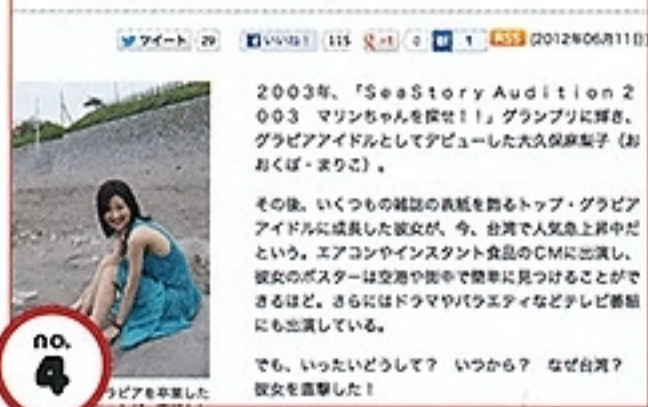 ツイート 29 いいね! 115 +1 0 1 RSS (2012年06月11日)
2003年、「SeaStory Audition 2
003 マリンちゃんを探せ!!」グランプリに輝き、
グラビアアイドルとしてデビューした大久保麻梨子(お
おくぼ・まりこ)。
その後、いくつもの雑誌の表紙を飾るトップ・グラビア
アイドルに成長した彼女が、今、台湾で人気急上昇中だ
という。エアコンやインスタント食品のCMに出演し、
彼女のポスターは空港や街中で簡単に見つけることがで
きるほど。さらにはドラマやバラエティなどテレビ番組
にも出演している。
でも、いったいどうして? いつから? なぜ台湾?
彼女を直撃した!
no.
4
ラビアを卒業した